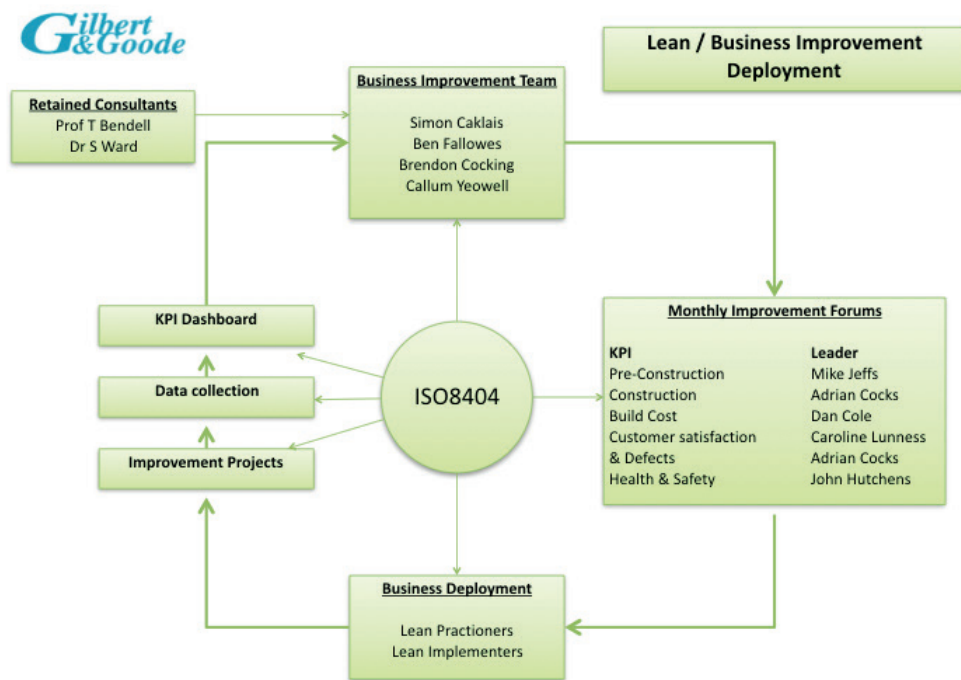 Gilbert
&Goode
Lean / Business Improvement
Deployment
Retained Consultants
Prof T Bendell
Dr S Ward
Business Improvement Team
Simon Caklais
Ben Fallowes
Brendon Cocking
Callum Yeowell
KPI Dashboard
Data collection
Improvement Projects
ISO8404
Monthly Improvement Forums
KPI Leader
Pre-Construction Mike Jeffs
Construction Adrian Cocks
Build Cost Dan Cole
Customer satisfaction Caroline Lunness
& Defects Adrian Cocks
Health & Safety John Hutchens
Business Deployment
Lean Practioners
Lean Implementers